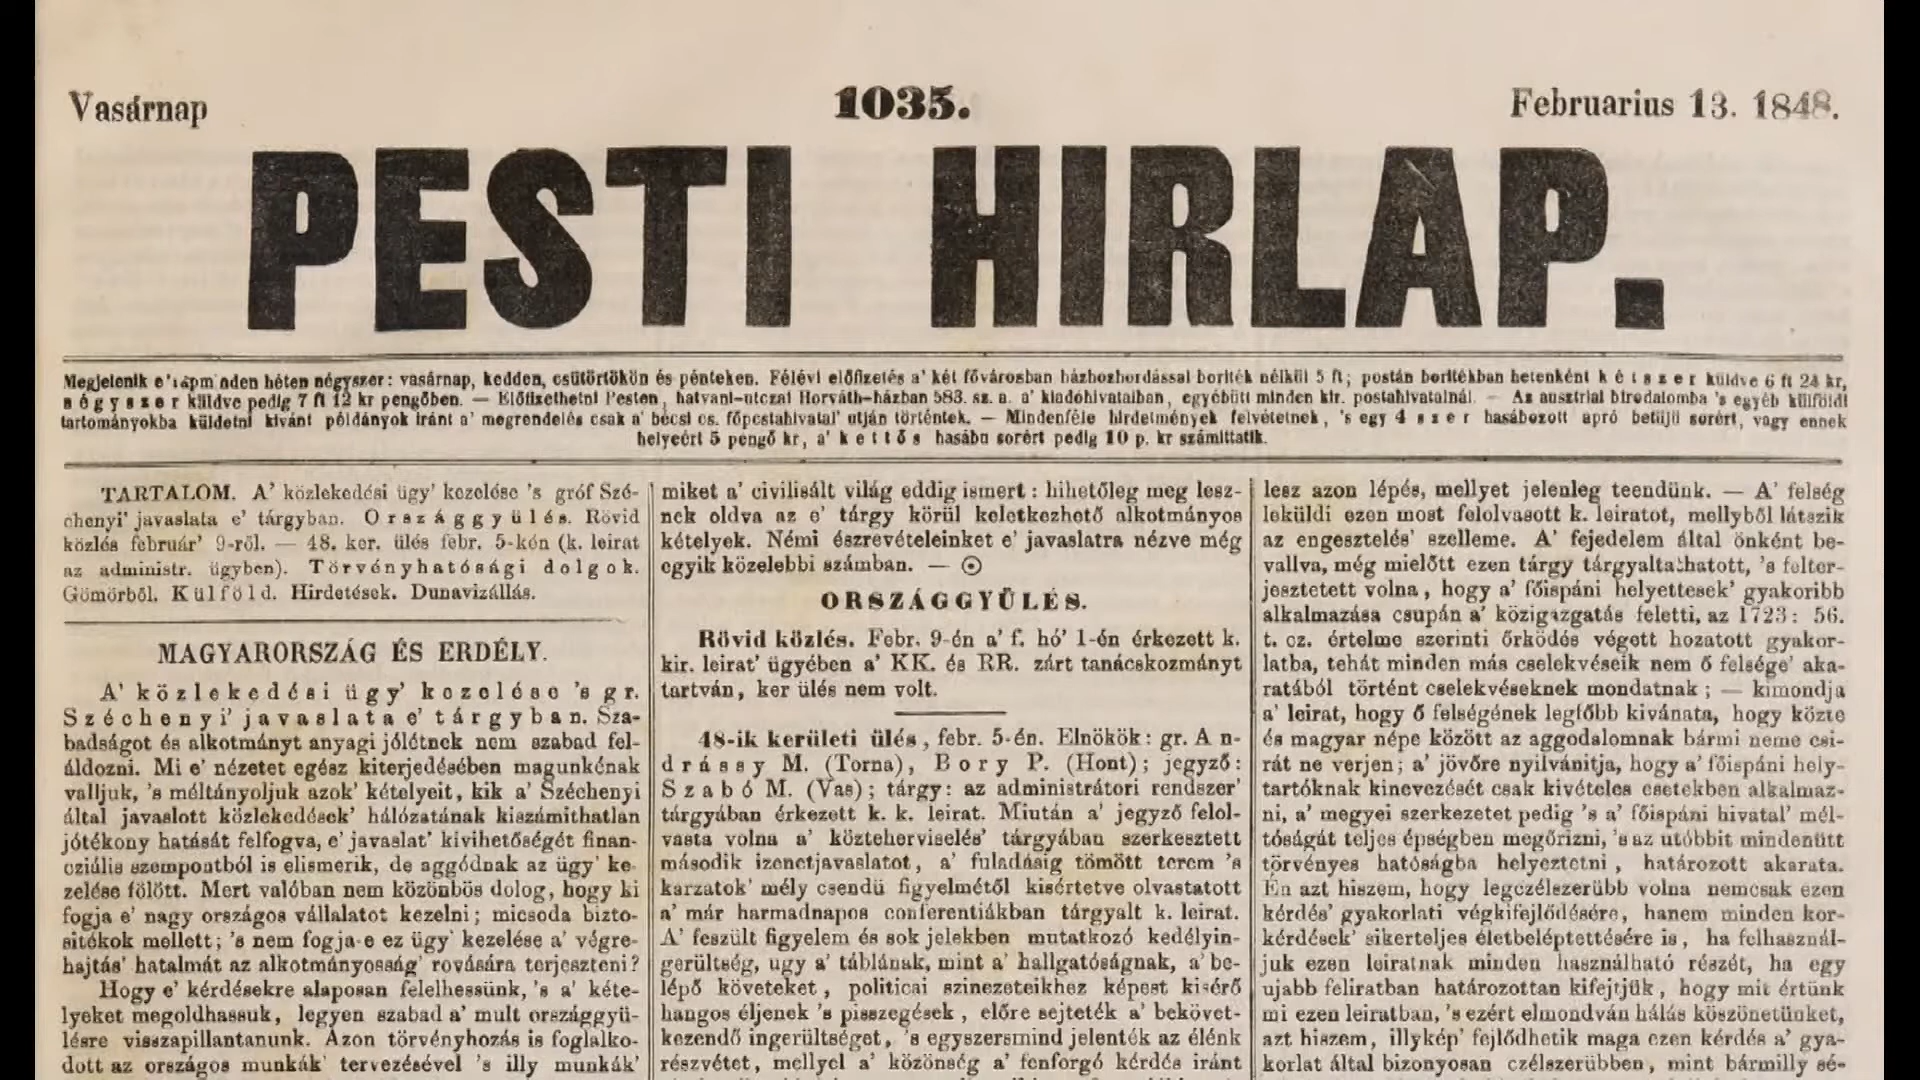 Vasárnap
1035.
Februarius 13. 1848.
PESTI HIRLAP.
Megjelenik e' lap minden héten négyszer: vasárnap, kedden, csütörtökön és pénteken. Félévi előfizetés a' két fővárosban házhozhordással boríték nélkül 5 ft; postán borítékban hetenként kétszer küldve 6 ft 24 kr,
négyszer küldve pedig 7 ft 12 kr pengőben. — Előfizethetni Pesten, hatvani-utczai Horváth-házban 583. sz. a. a' kiadóhivatalban, egyébütt minden kir. postahivatalnál. — Az ausztriai birodalomba 's egyéb külföldi
tartományokba küldetni kivánt példányok iránt a' megrendelés csak a' bécsi cs. főpostahivatal' utján történtek. — Mindenféle hirdetmények felvétetnek, 's egy 4 szer hasábozott apró betüjü sorért, vagy ennek
helyeért 5 pengő kr, a' kettős hasábu sorért pedig 10 p. kr számittatik.
TARTALOM. A' közlekedési ügy' kezelése 's gróf Szé-
chenyi' javaslata e' tárgyban. Országgyülés. Rövid
közlés február' 9-ről. — 48. ker. ülés febr. 5-kén (k. leirat
az administr. ügyben). Törvényhatósági dolgok.
Gömörből. Külföld. Hirdetések. Dunavizállás.
MAGYARORSZÁG ÉS ERDÉLY.
A' közlekedési ügy' kezelése 's gr.
Széchenyi' javaslata e' tárgyban. Sza-
badságot és alkotmányt anyagi jólétnek nem szabad fel-
áldozni. Mi e' nézetet egész kiterjedésében magunkénak
valljuk, 's méltányoljuk azok' kételyeit, kik a' Széchenyi
által javaslott közlekedések' hálózatának kiszámithatlan
jótékony hatását felfogva, e' javaslat' kivihetőségét finan-
cziális szempontból is elismerik, de aggódnak az ügy' ke-
zelése fölött. Mert valóban nem közönbös dolog, hogy ki
fogja e' nagy országos vállalatot kezelni; micsoda bizto-
sitékok mellett; 's nem fogja-e ez ügy' kezelése a' végre-
hajtás' hatalmát az alkotmányosság' rovására terjeszteni?
Hogy e' kérdésekre alaposan felelhessünk, 's a' kéte-
lyeket megoldhassuk, legyen szabad a' mult országgyü-
lésre visszapillantanunk. Azon törvényhozás is foglalko-
dott az országos munkák' tervezésével 's illy munkák'
miket a' civilisált világ eddig ismert: hihetőleg meg lesz-
nek oldva az e' tárgy körül keletkezhető alkotmányos
kételyek. Némi észrevételeinket e' javaslatra nézve még
egyik közelebbi számban. — ☉
ORSZÁGGYÜLÉS.
Rövid közlés. Febr. 9-én a' f. hó' 1-én érkezett k.
kir. leirat' ügyében a' KK. és RR. zárt tanácskozmányt
tartván, ker ülés nem volt.
48-ik kerületi ülés, febr. 5-én. Elnökök: gr. An-
drássy M. (Torna), Bory P. (Hont); jegyző:
Szabó M. (Vas); tárgy: az administrátori rendszer'
tárgyában érkezett k. k. leirat. Miután a' jegyző felol-
vasta volna a' közteherviselés' tárgyában szerkesztett
második izenetjavaslatot, a' fuladásig tömött terem 's
karzatok' mély csendü figyelmétől kisértetve olvastatott
a' már harmadnapos conferentiákban tárgyalt k. leirat.
A' feszült figyelem és sok jelekben mutatkozó kedélyin-
gerültség, ugy a' táblának, mint a' hallgatóságnak, a' be-
lépő követeket, politicai szinezeteikhez képest kisérő
hangos éljenek 's pisszegések, előre sejteték a' bekövet-
kezendő ingerültséget, 's egyszersmind jelenték az élénk
részvétet, mellyel a' közönség a' fenforgó kérdés iránt
lesz azon lépés, mellyet jelenleg teendünk. — A' felség
leküldi ezen most felolvasott k. leiratot, mellyből látszik
az engesztelés' szelleme. A' fejedelem által önként be-
vallva, még mielőtt ezen tárgy tárgyaltathatott, 's felter-
jesztetett volna, hogy a' főispáni helyettesek' gyakoribb
alkalmazása csupán a' közigazgatás feletti, az 1723: 56.
t. cz. értelme szerinti őrködés végett hozatott gyakor-
latba, tehát minden más cselekvéseik nem ő felsége' aka-
ratából történt cselekvéseknek mondatnak; — kimondja
a' leirat, hogy ő felségének legfőbb kivánata, hogy közte
és magyar népe között az aggodalomnak bármi neme csi-
rát ne verjen; a' jövőre nyilvánitja, hogy a' főispáni hely-
tartóknak kinevezését csak kivételes esetekben alkalmaz-
ni, a' megyei szerkezetet pedig 's a' főispáni hivatal' mél-
tóságát teljes épségben megőrizni, 's az utóbbit mindenütt
törvényes hatóságba helyeztetni, határozott akarata.
Én azt hiszem, hogy legczélszerübb volna nemcsak ezen
kérdés' gyakorlati végkifejlődésére, hanem minden kor-
kérdések' sikerteljes életbeléptettésére is, ha felhasznál-
juk ezen leiratnak minden használható részét, ha egy
ujabb feliratban határozottan kifejtjük, hogy mit értünk
mi ezen leiratban, 's ezért elmondván hálás köszönetünket,
azt hiszem, illykép' fejlődhetik maga ezen kérdés a' gya-
korlat által bizonyosan czélszerübben, mint bármilly sé-